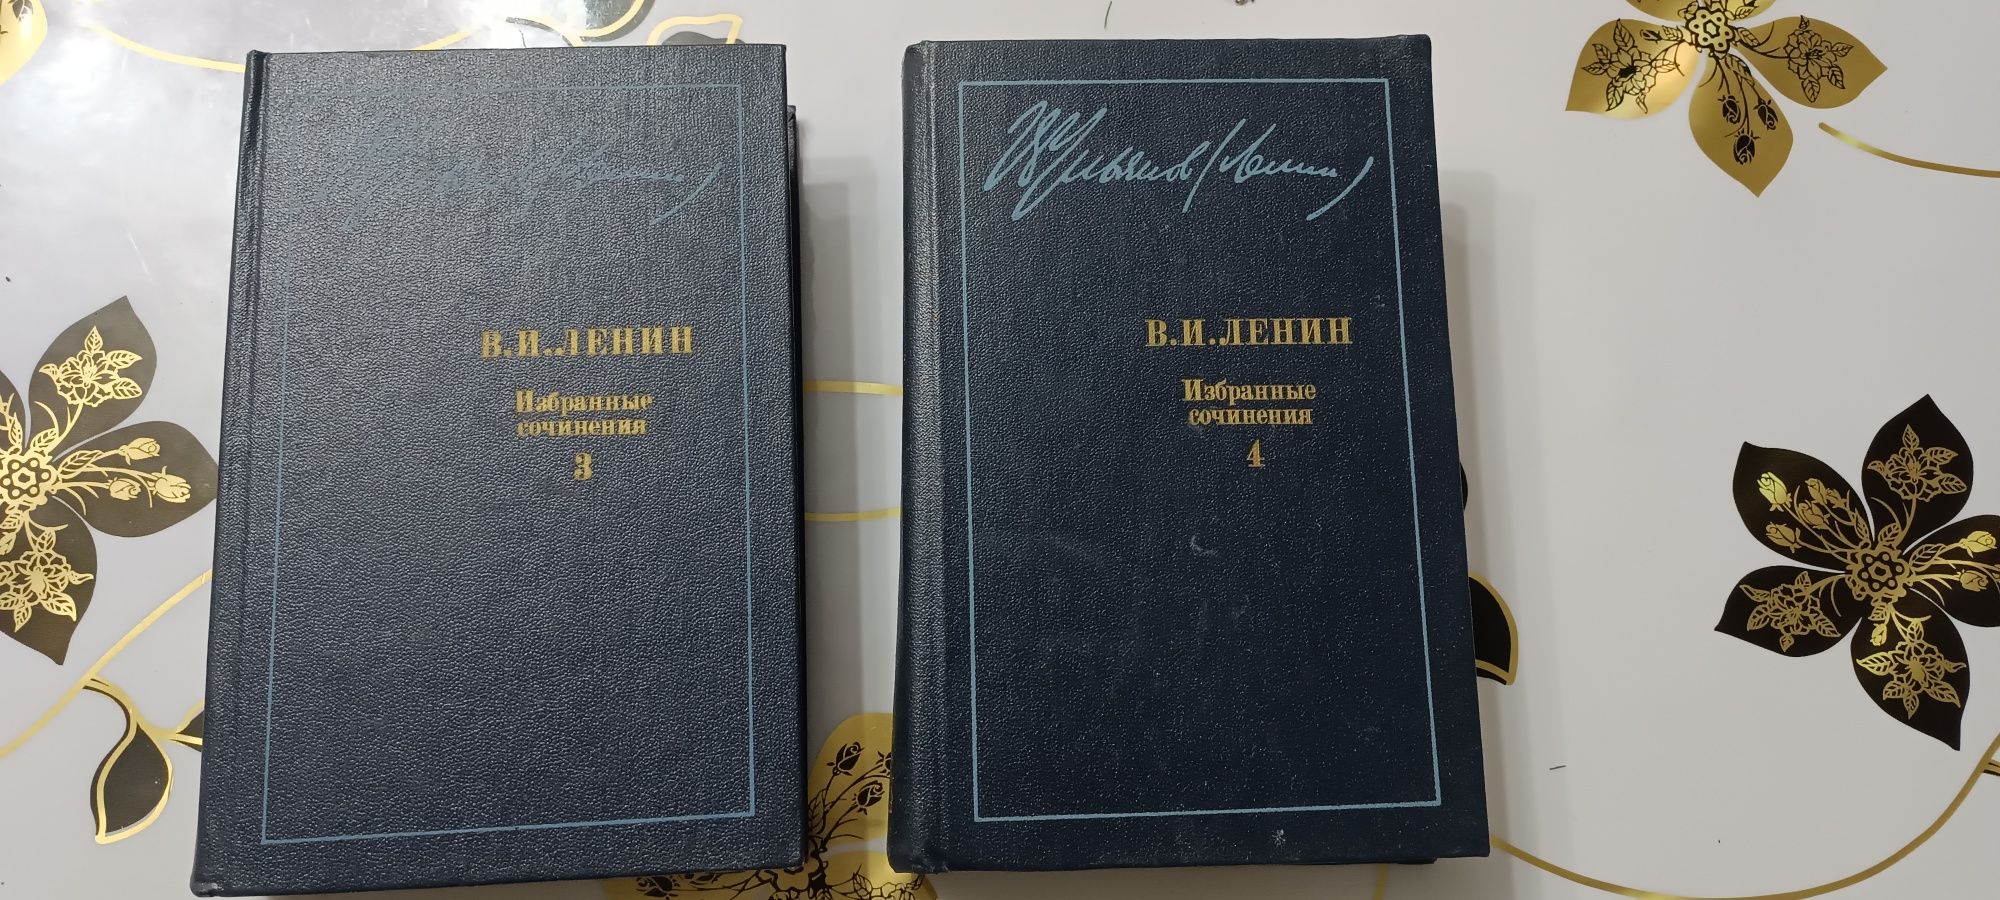 В.И.ЛЕНИН
Избранные
сочинения
3
В Ульянов (Ленин)
В.И.ЛЕНИН
Избранные
сочинения
4